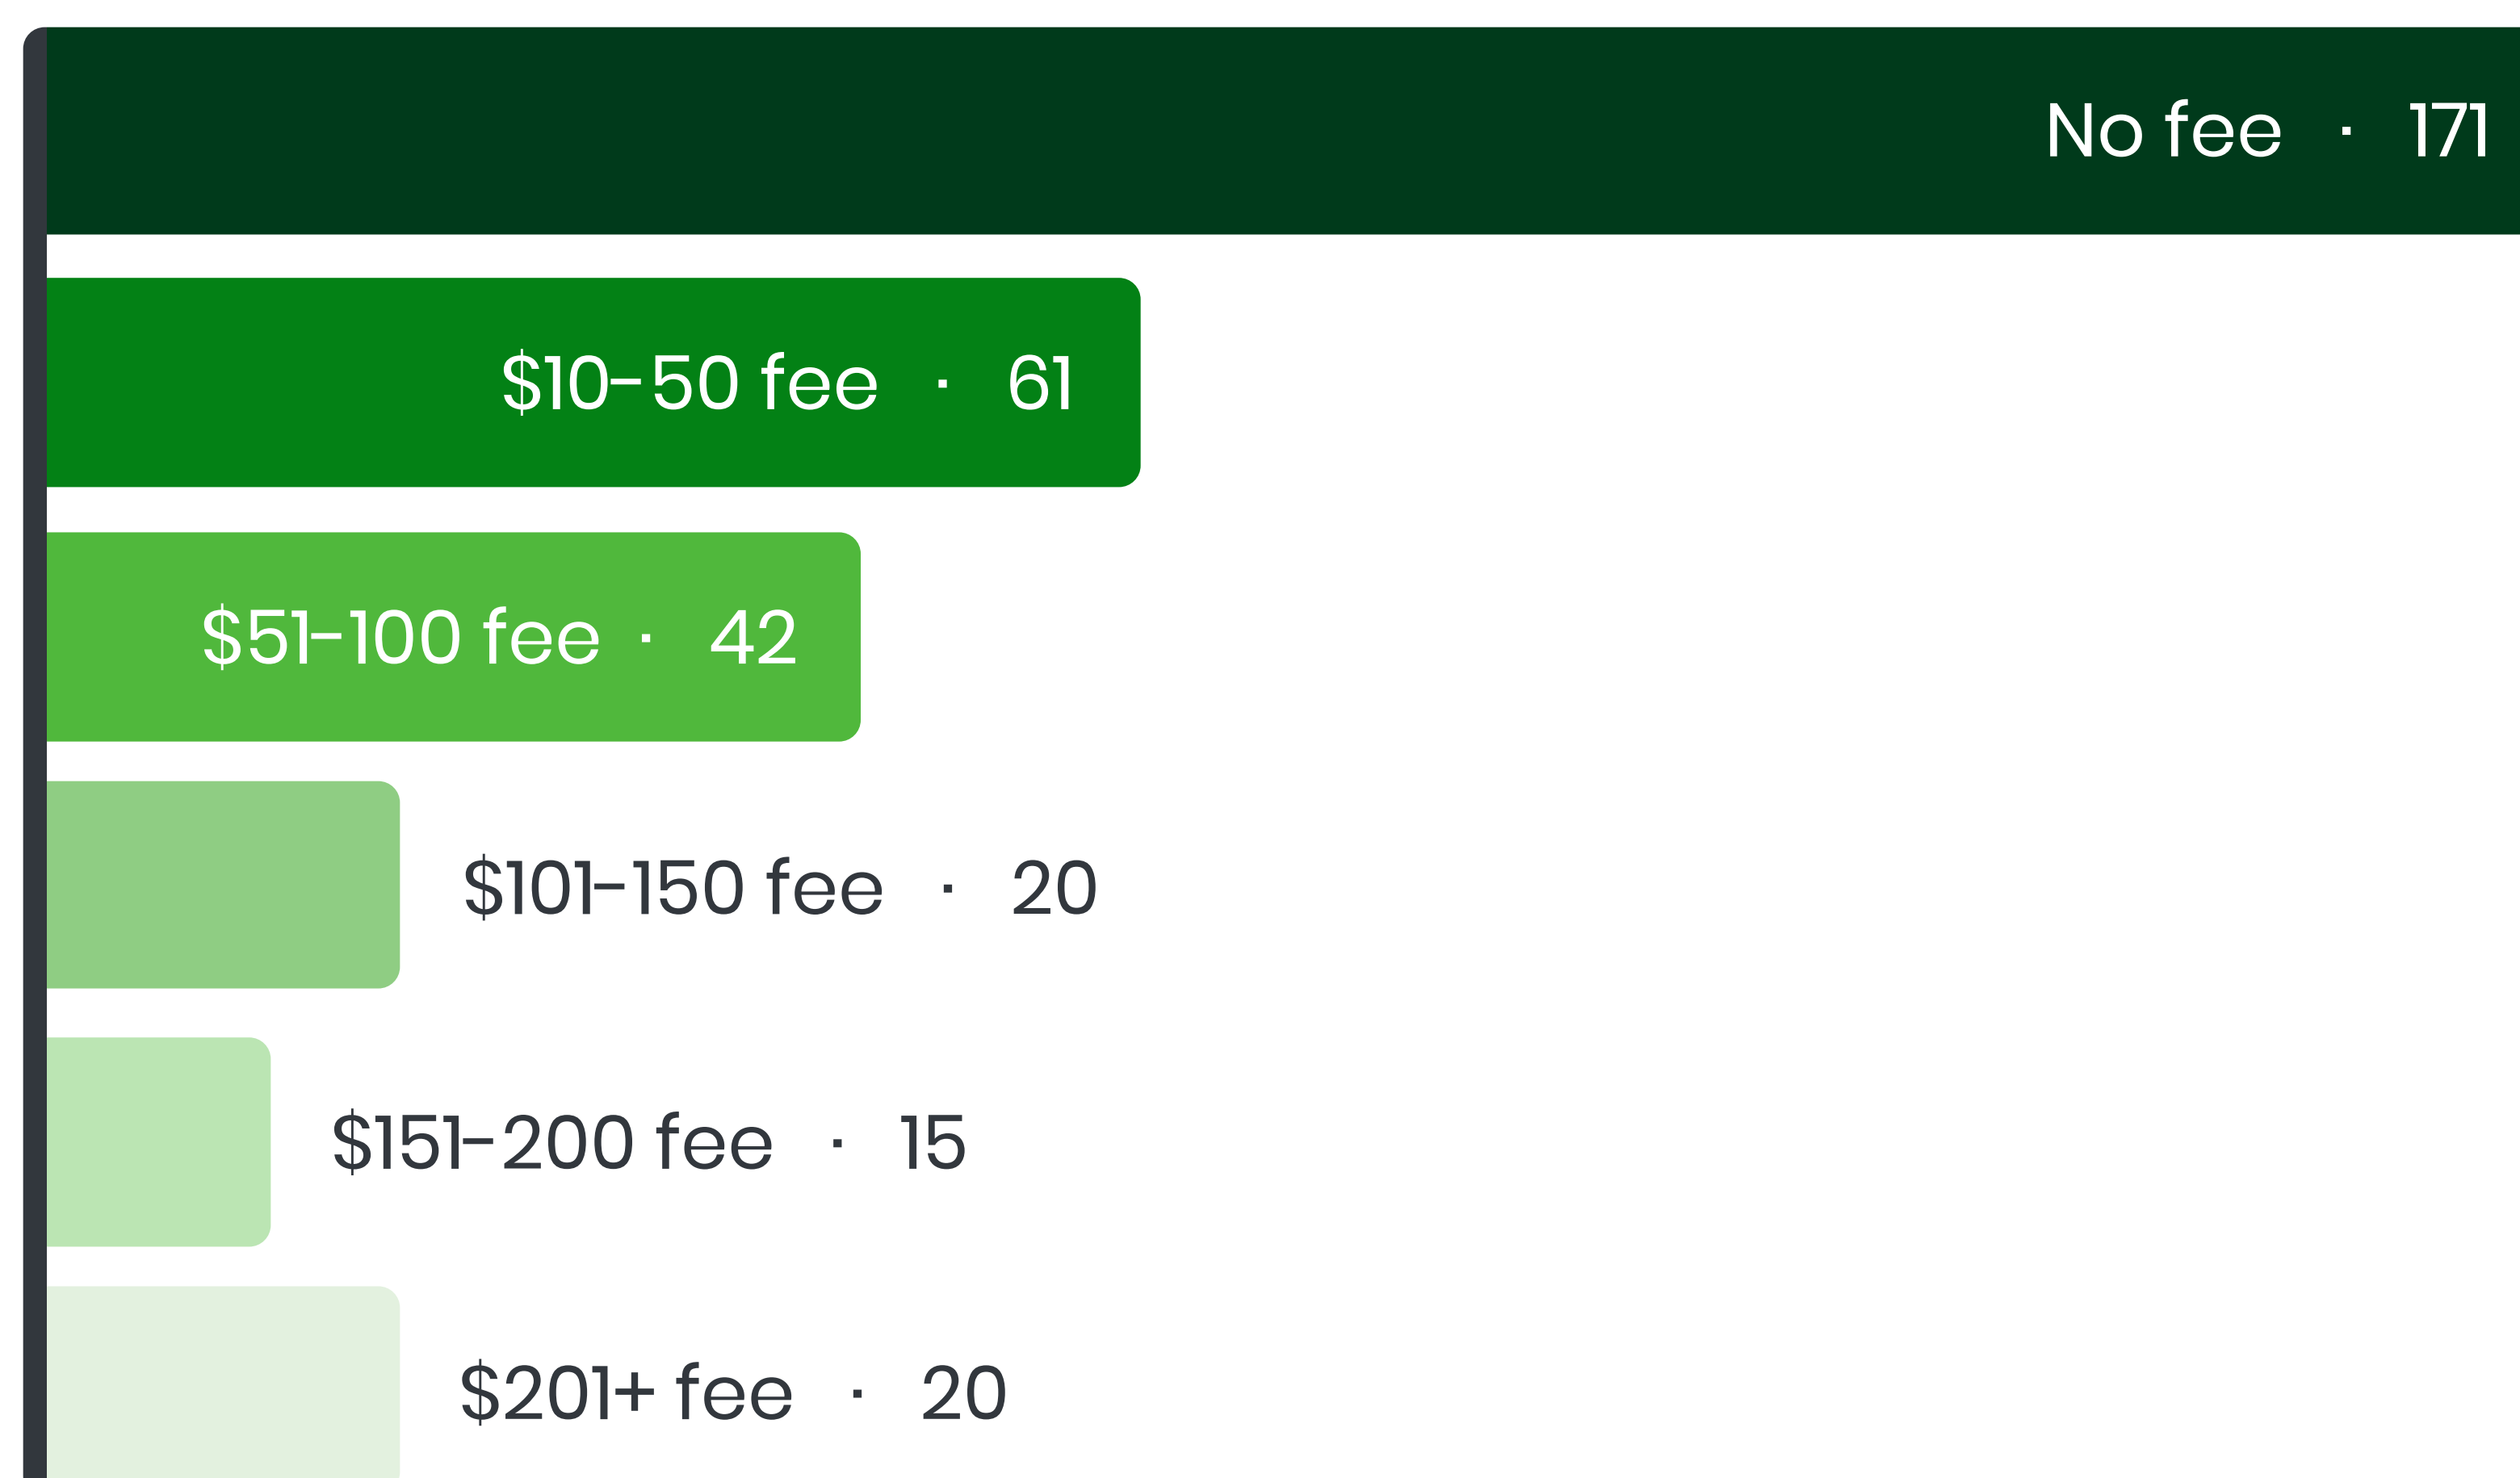 No fee · 171
$10-50 fee · 61
$51-100 fee · 42
$101-150 fee · 20
$151-200 fee · 15
$201+ fee · 20